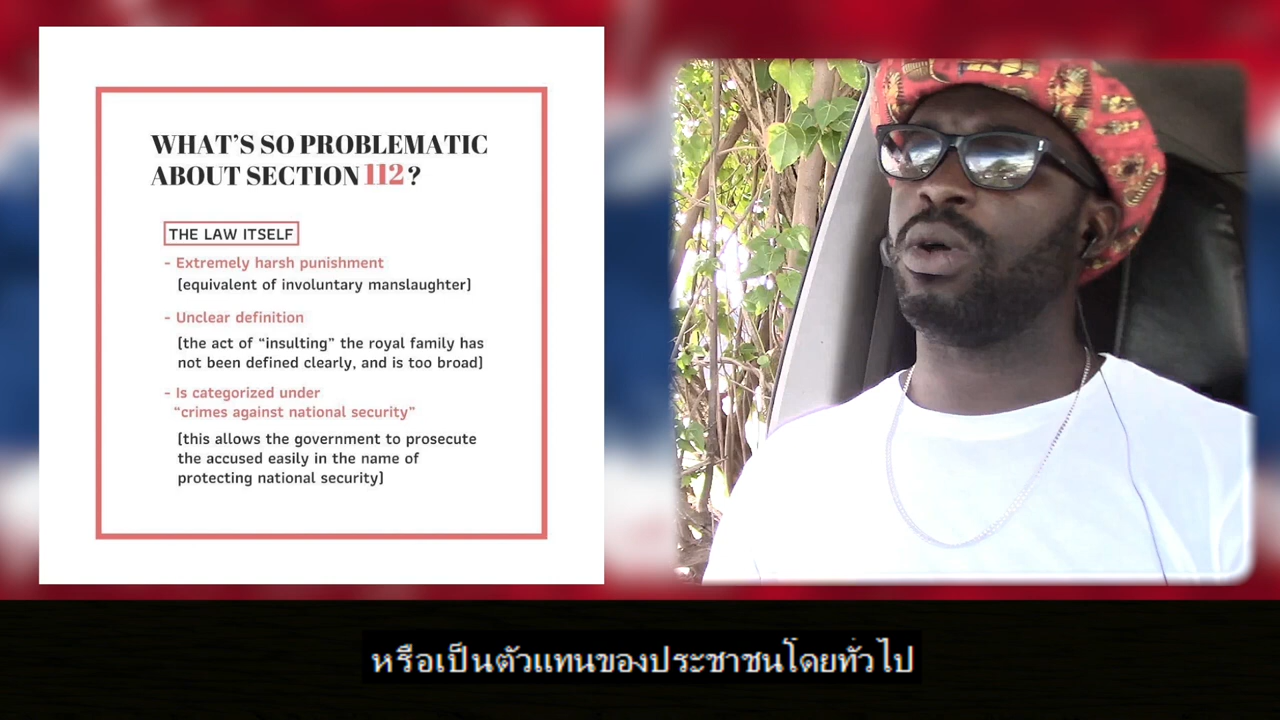 WHAT'S SO PROBLEMATIC
ABOUT SECTION 112?
THE LAW ITSELF
- Extremely harsh punishment
(equivalent of involuntary manslaughter)
- Unclear definition
(the act of "insulting" the royal family has
not been defined clearly, and is too broad)
- Is categorized under
"crimes against national security"
(this allows the government to prosecute
the accused easily in the name of
protecting national security)
หรือเป็นตัวแทนของประชาชนโดยทั่วไป